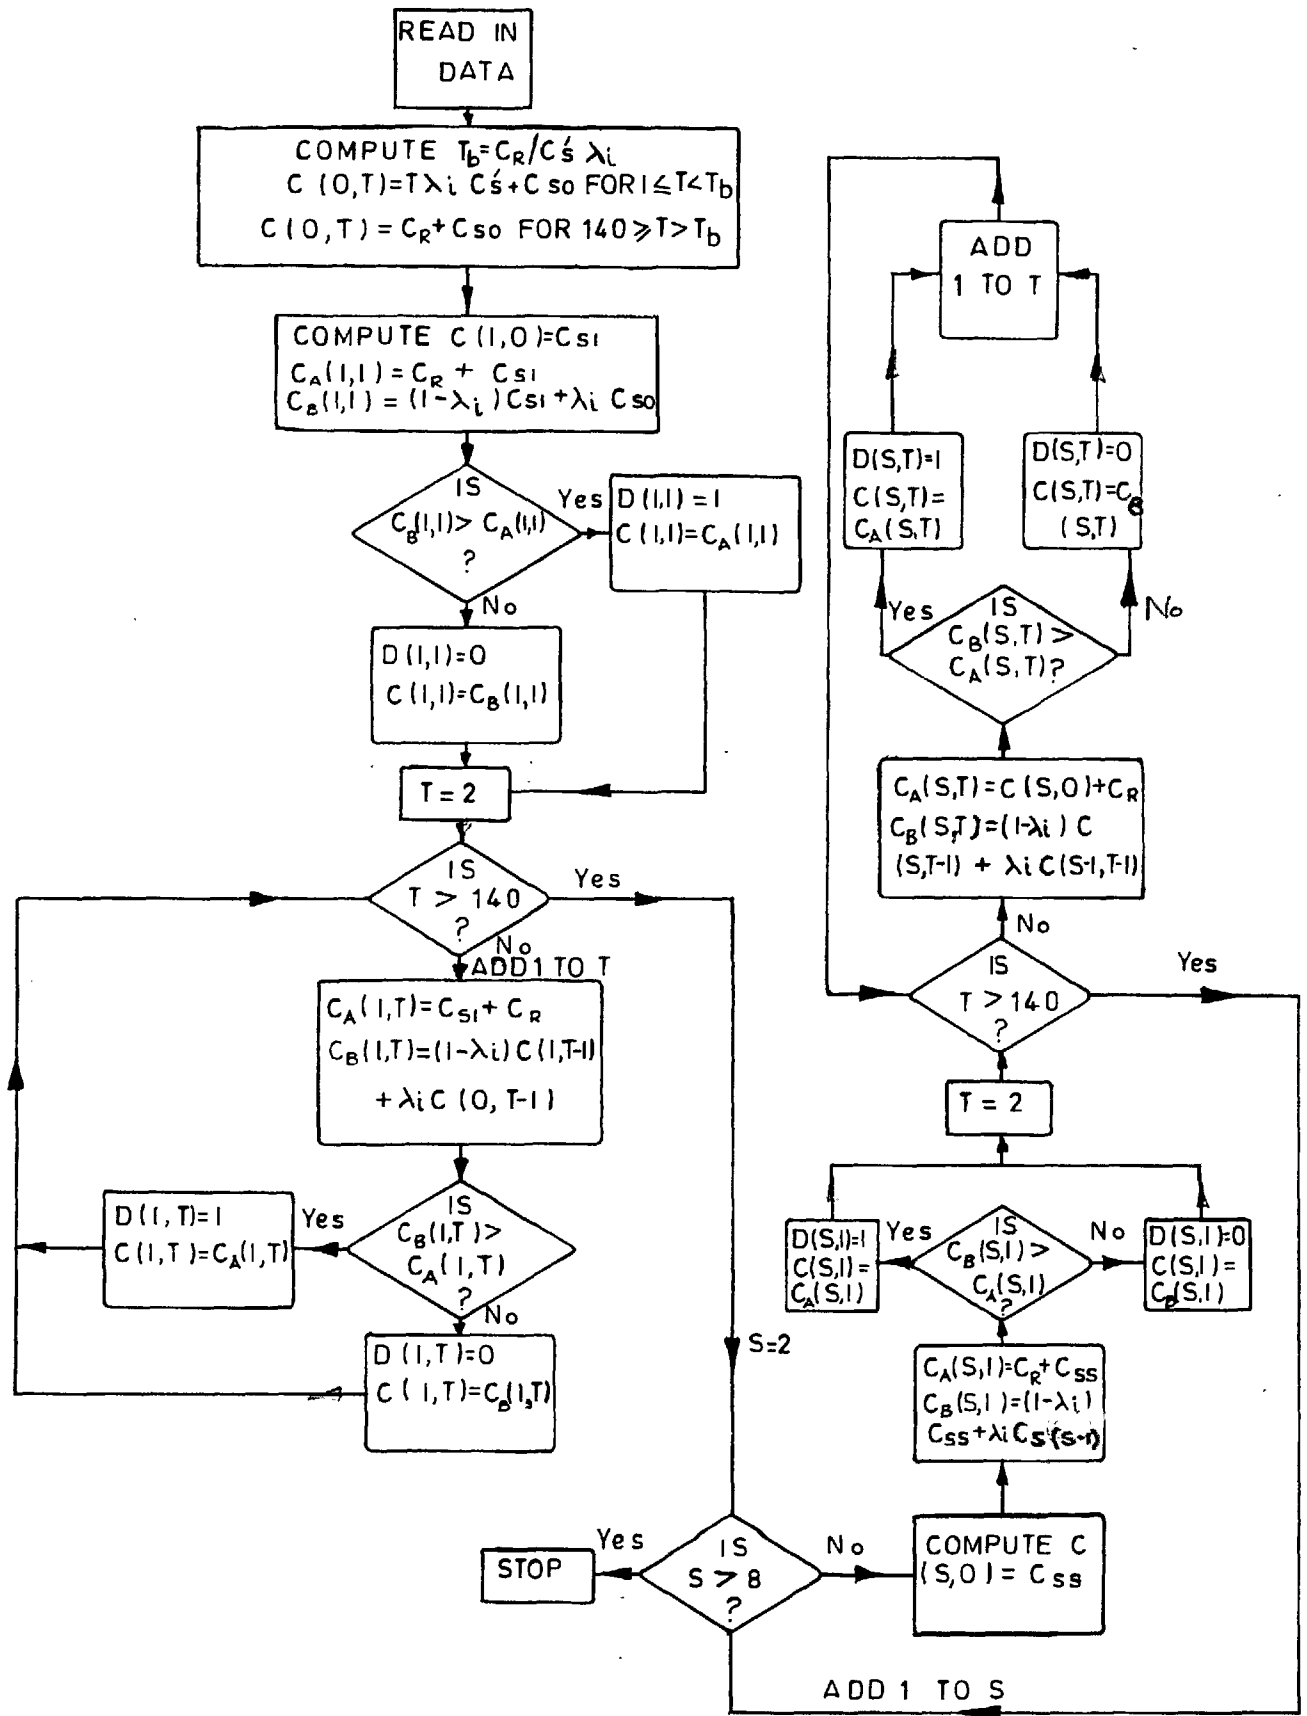 READ IN
DATA
COMPUTE T_b=C_R/C's λi
C (0,T)=Tλi C's+Cso FOR 1≤T<T_b
C(0,T) = C_R+Cso FOR 140⩾T>T_b
COMPUTE C(1,0)=Cs1
C_A(1,1)=C_R + Cs1
C_B(1,1)=(1-λi)Cs1+λi Cso
IS
C_B(1,1)> C_A(1,1)
?
Yes
D(1,1)=1
C(1,1)=C_A(1,1)
No
D(1,1)=0
C(1,1)=C_B(1,1)
T=2
IS
T > 140
?
Yes
No
ADD 1 TO T
C_A(1,T)=Cs1+C_R
C_B(1,T)=(1-λi)C(1,T-1)
+λiC (0,T-1)
IS
C_B(1,T)>
C_A(1,T)
?
Yes
D(1,T)=1
C(1,T)=C_A(1,T)
No
D(1,T)=0
C(1,T)=C_B(1,T)
S=2
IS
S > 8
?
Yes
STOP
No
COMPUTE C
(S,0)= Css
C_A(S,1)=C_R+Css
C_B(S,1)=(1-λi)
Css+λiCs(s-1)
IS
C_B(S,1)>
C_A(S,1)
?
Yes
D(S,1)=1
C(S,1)=
C_A(S,1)
No
D(S,1)=0
C(S,1)=
C_B(S,1)
T=2
IS
T>140
?
Yes
No
C_A(S,T)=C(S,0)+C_R
C_B(S,T)=(1-λi)C
(S,T-1) + λiC(S-1,T-1)
IS
C_B(S,T)>
C_A(S,T)?
Yes
D(S,T)=1
C(S,T)=
C_A(S,T)
No
D(S,T)=0
C(S,T)=C_B
(S,T)
ADD
1 TO T
ADD 1 TO S